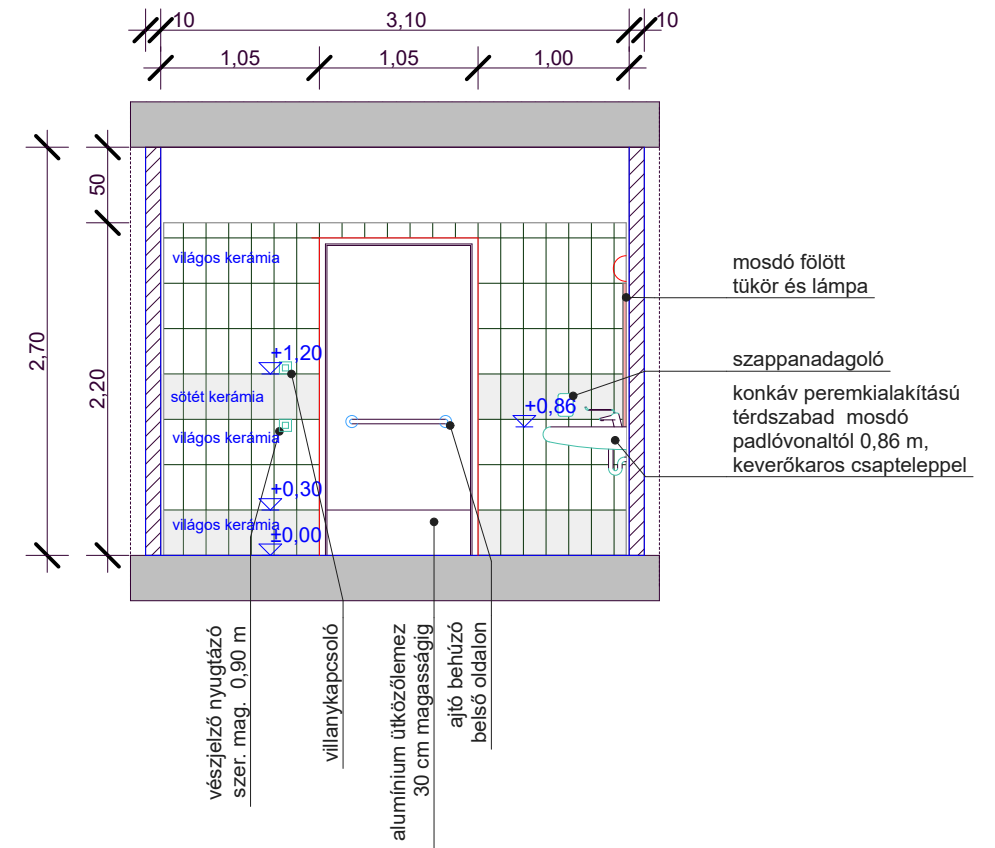 10
3,10
10
1,05
1,05
1,00
50
2,70
2,20
világos kerámia
+1,20
sötét kerámia
világos kerámia
+0,86
+0,30
világos kerámia
±0,00
mosdó fölött
tükör és lámpa
szappanadagoló
konkáv peremkialakítású
térdszabad mosdó
padlóvonaltól 0,86 m,
keverőkaros csapteleppel
vészjelző nyugtázó
szer. mag. 0,90 m
villanykapcsoló
alumínium ütközőlemez
30 cm magasságig
ajtó behúzó
belső oldalon